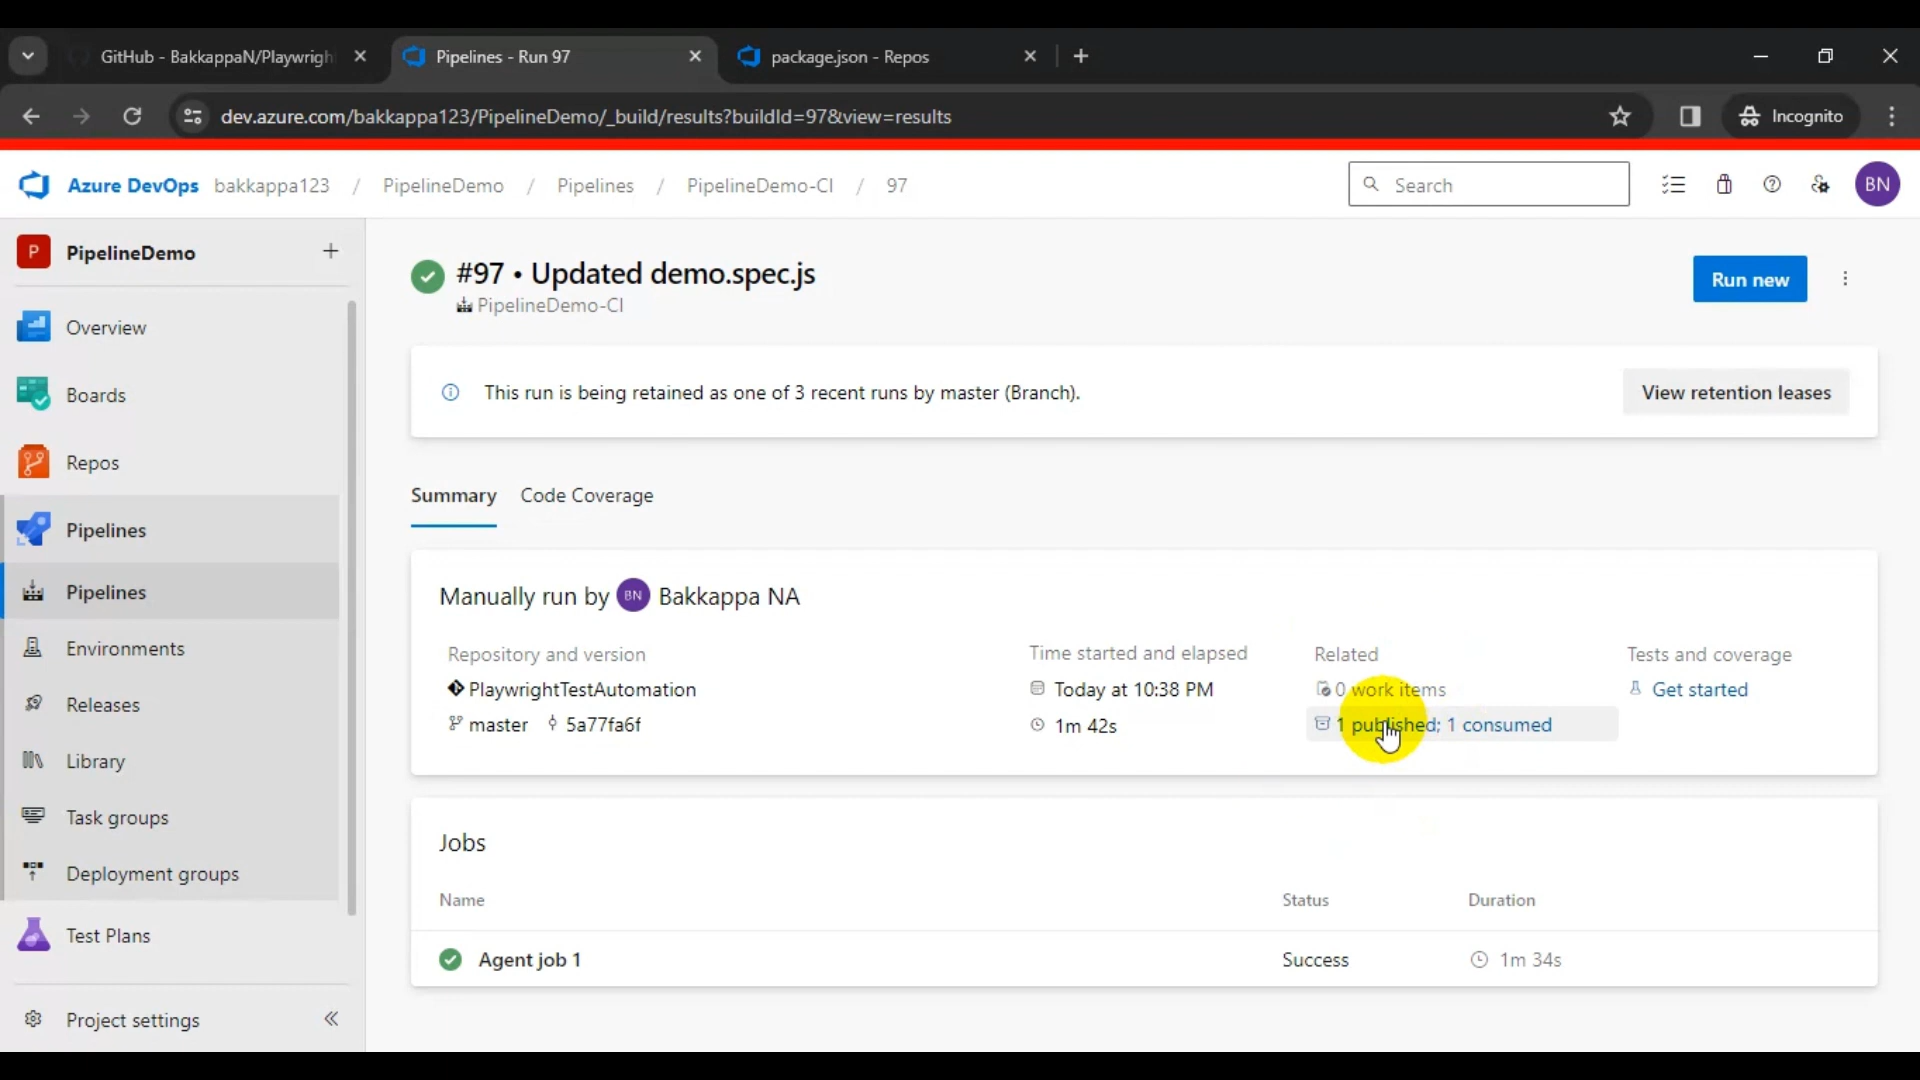 GitHub - BakkappaN/Playwrigh
Pipelines - Run 97
package.json - Repos
dev.azure.com/bakkappa123/PipelineDemo/_build/results?buildId=97&view=results
Incognito
Azure DevOps bakkappa123 / PipelineDemo / Pipelines / PipelineDemo-CI / 97
Search
BN
P PipelineDemo
Overview
Boards
Repos
Pipelines
Pipelines
Environments
Releases
Library
Task groups
Deployment groups
Test Plans
Project settings
#97 • Updated demo.spec.js
PipelineDemo-CI
Run new
This run is being retained as one of 3 recent runs by master (Branch).
View retention leases
Summary Code Coverage
Manually run by BN Bakkappa NA
Repository and version
PlaywrightTestAutomation
master 5a77fa6f
Time started and elapsed
Today at 10:38 PM
1m 42s
Related
0 work items
1 published; 1 consumed
Tests and coverage
Get started
Jobs
Name Status Duration
Agent job 1 Success 1m 34s